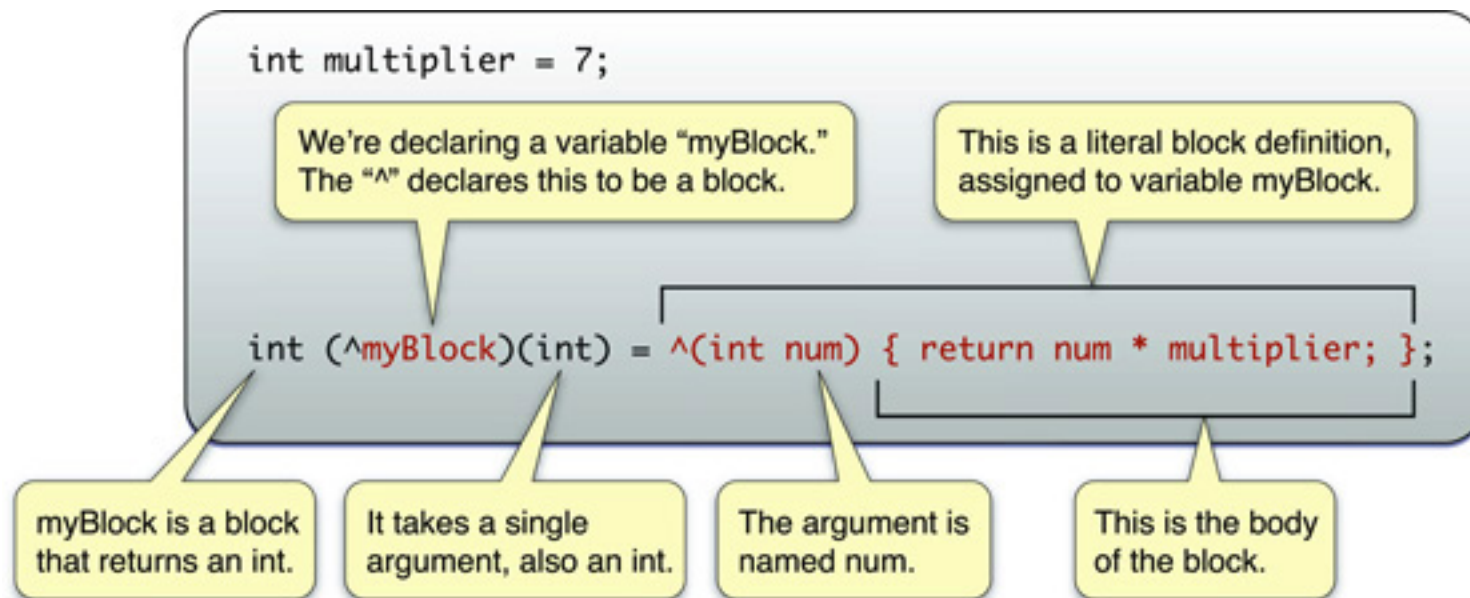 int multiplier = 7;
We’re declaring a variable “myBlock.”
The “^” declares this to be a block.
This is a literal block definition,
assigned to variable myBlock.
int (^myBlock)(int) = ^(int num) { return num * multiplier; };
myBlock is a block
that returns an int.
It takes a single
argument, also an int.
The argument is
named num.
This is the body
of the block.